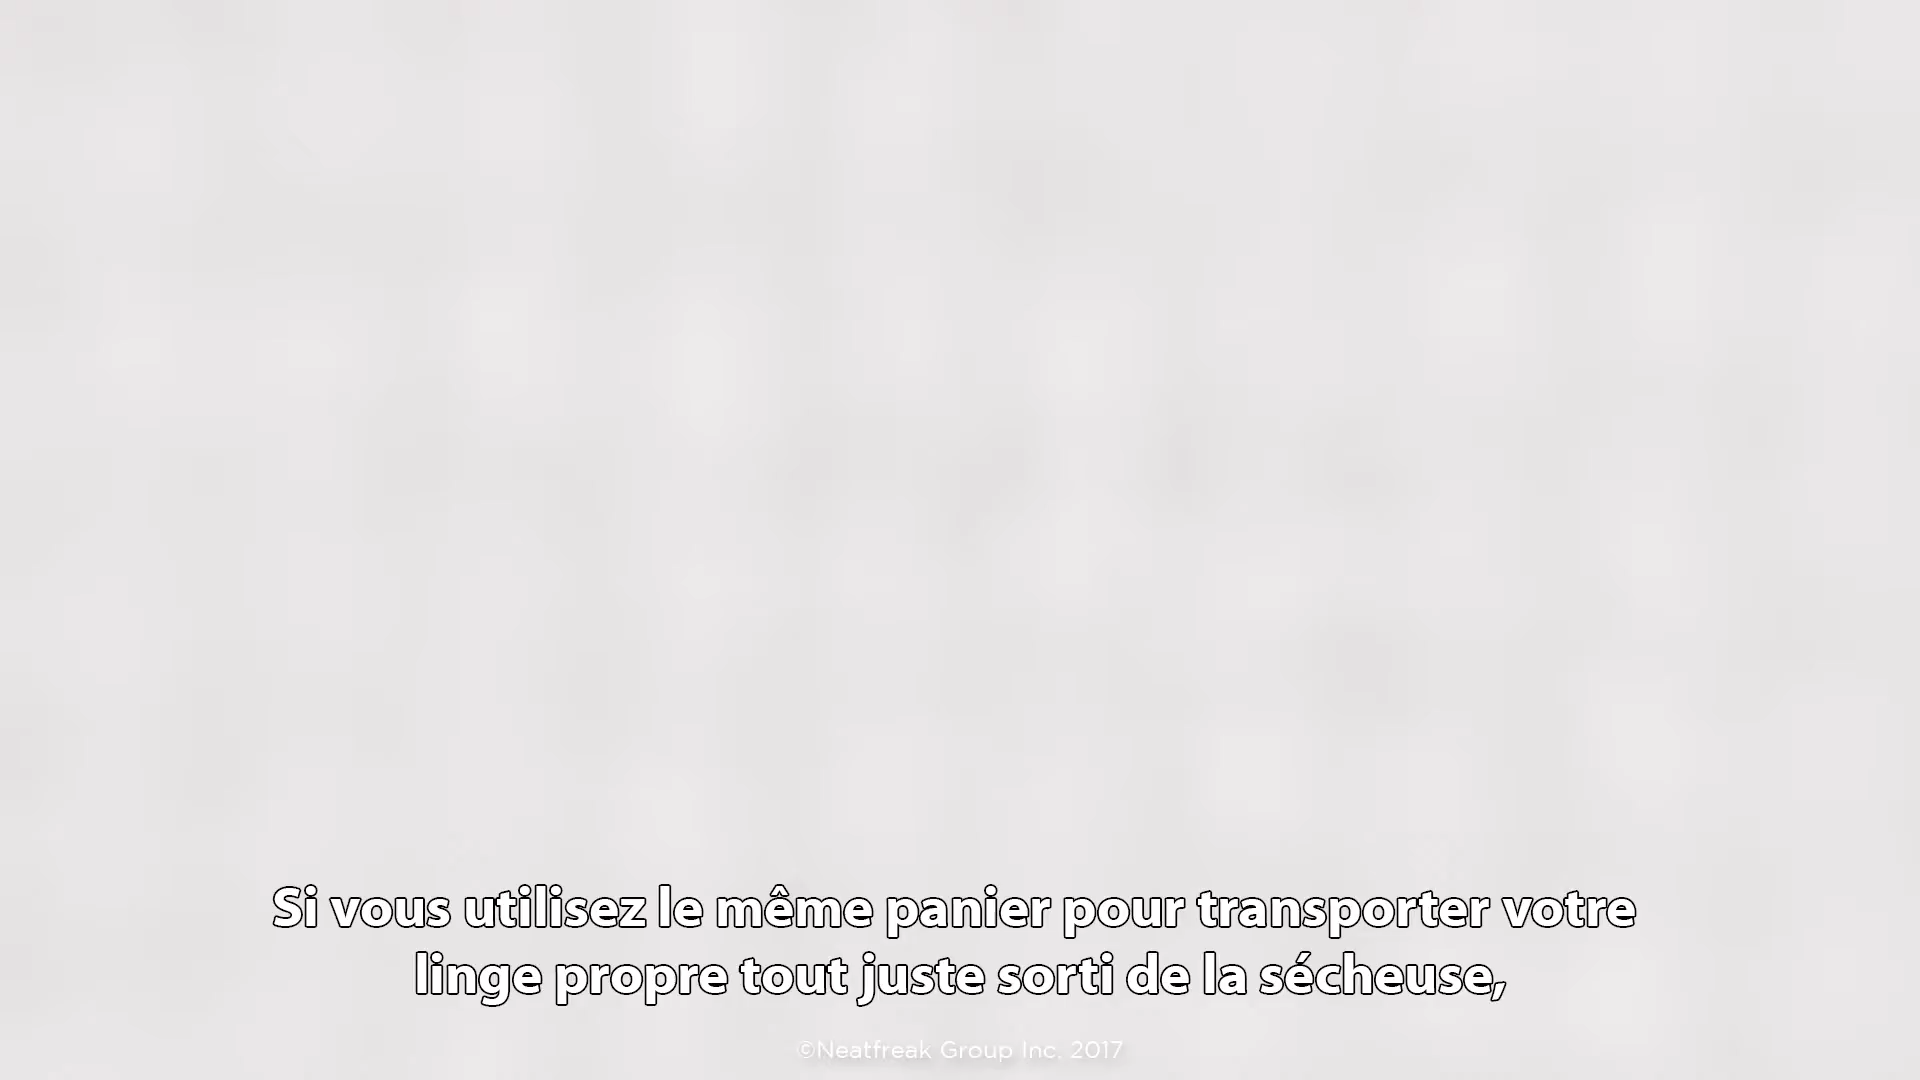 Si vous utilisez le même panier pour transporter votre
linge propre tout juste sorti de la sécheuse,
©Neatfreak Group Inc. 2017